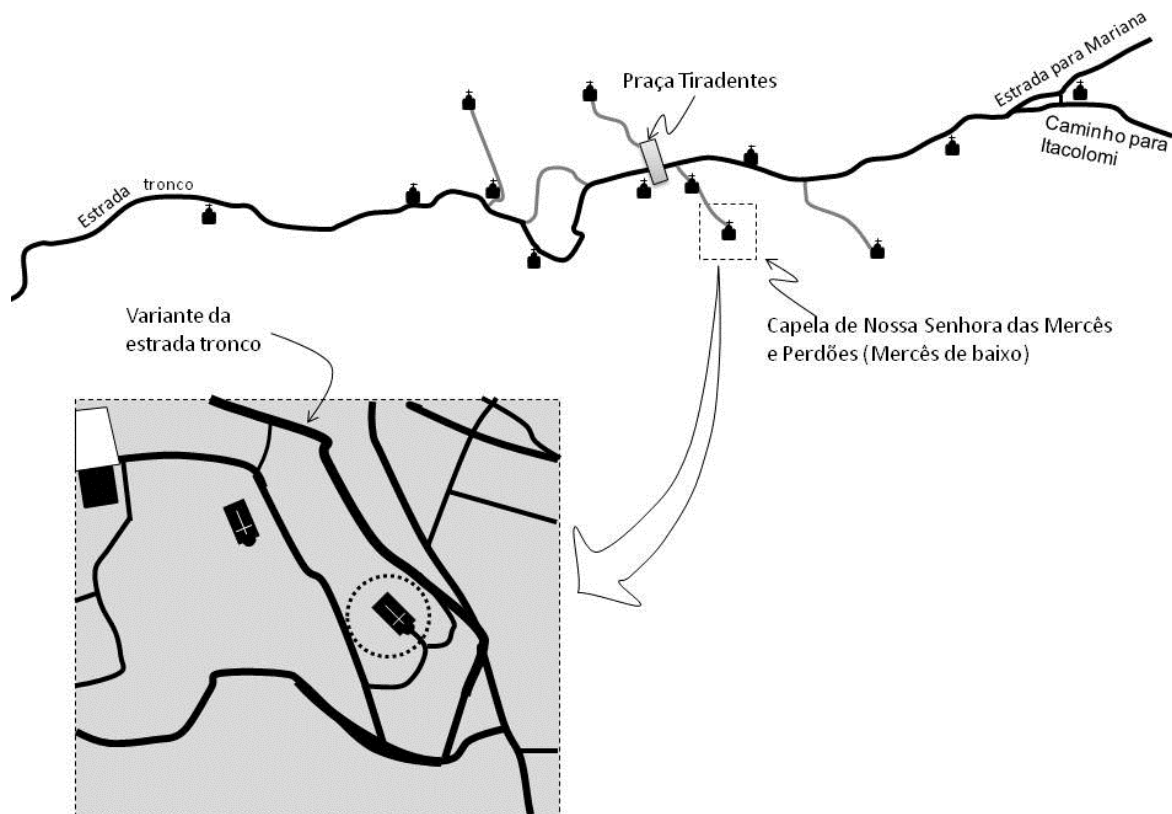 Praça Tiradentes
Estrada para Mariana
Caminho para
Itacolomi
Estrada tronco
Variante da
estrada tronco
Capela de Nossa Senhora das Mercês
e Perdões (Mercês de baixo)